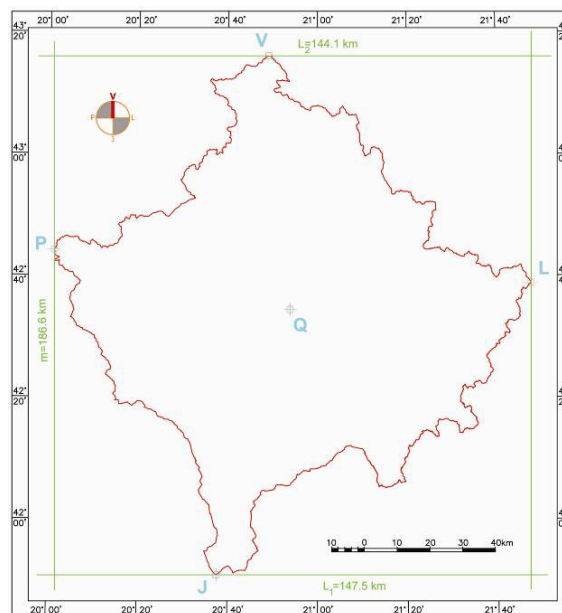 20° 00' 20° 20' 20° 40' 21° 00' 21° 20' 21° 40'
43° 20'
V
L₂=144.1 km
V
P L
J
43° 00'
P
42° 40'
L
Q
m=186.6 km
42° 20'
42° 00'
10 0 10 20 30 40km
J
L₁=147.5 km
20° 00' 20° 20' 20° 40' 21° 00' 21° 20' 21° 40'